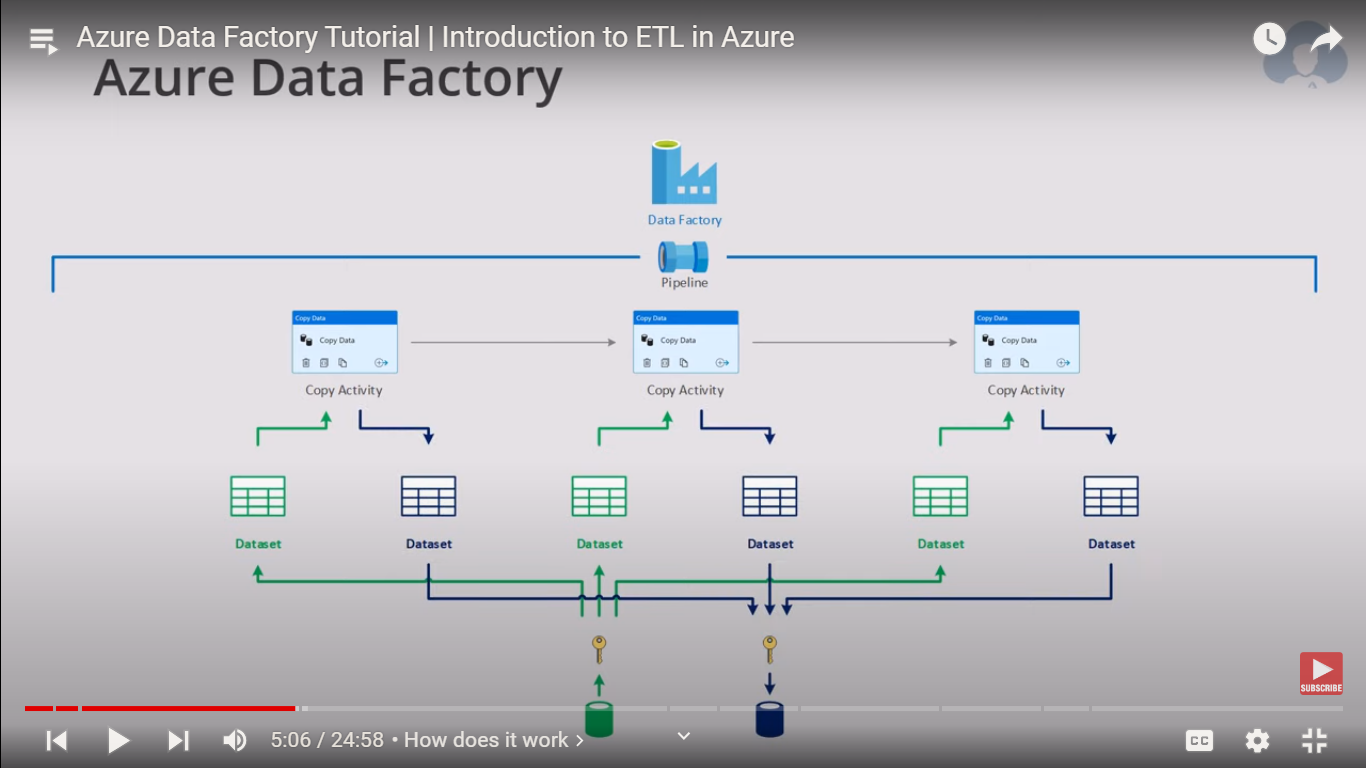 Azure Data Factory Tutorial | Introduction to ETL in Azure
Azure Data Factory
Data Factory
Pipeline
Copy Data
Copy Data
Copy Activity
Copy Data
Copy Data
Copy Activity
Copy Data
Copy Data
Copy Activity
Dataset
Dataset
Dataset
Dataset
Dataset
Dataset
SUBSCRIBE
5:06 / 24:58 • How does it work >
CC